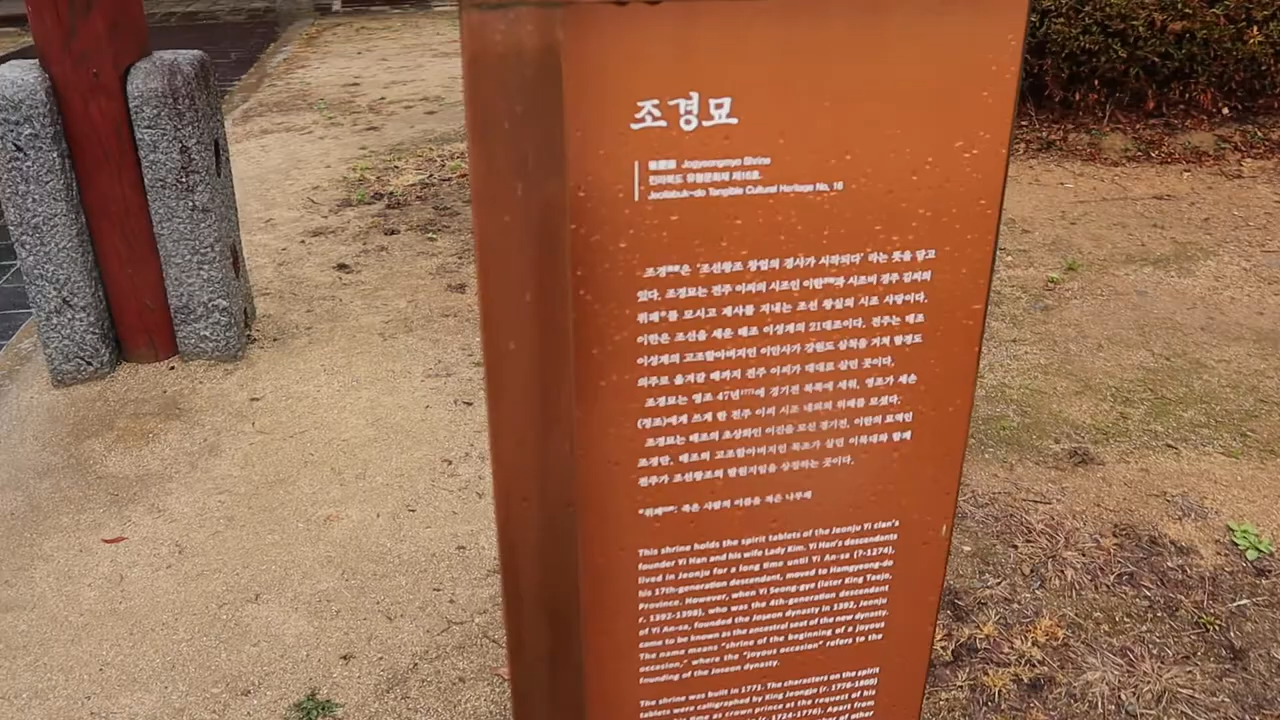 조경묘
Jogyeongmyo Shrine
전라북도 유형문화재 제16호
Jeollabuk-do Tangible Cultural Heritage No. 16
조경은 '조선왕조 창업의 경사가 시작되다' 라는 뜻을 담고
있다. 조경묘는 전주 이씨의 시조인 이한과 시조비 경주 김씨의
위패*를 모시고 제사를 지내는 조선 왕실의 시조 사당이다.
이한은 조선을 세운 태조 이성계의 21대조이다. 전주는 태조
이성계의 고조할아버지인 이안사가 강원도 삼척을 거쳐 함경도
의주로 옮겨갈 때까지 전주 이씨가 대대로 살던 곳이다.
조경묘는 영조 47년1771에 경기전 북쪽에 세워, 영조가 세손
(정조)에게 쓰게 한 전주 이씨 시조 내외의 위패를 모셨다.
조경묘는 태조의 초상화인 어진을 모신 경기전, 이한의 묘역인
조경단, 태조의 고조할아버지인 목조가 살던 이목대와 함께
전주가 조선왕조의 발원지임을 상징하는 곳이다.
*위패: 죽은 사람의 이름을 적은 나무패
This shrine holds the spirit tablets of the Jeonju Yi clan's
founder Yi Han and his wife Lady Kim. Yi Han's descendants
lived in Jeonju for a long time until Yi An-sa (?-1274),
his 17th-generation descendant, moved to Hamgyeong-do
Province. However, when Yi Seong-gye (later King Taejo,
r. 1392-1398), who was the 4th-generation descendant
of Yi An-sa, founded the Joseon dynasty in 1392, Jeonju
came to be known as the ancestral seat of the new dynasty.
The name means "shrine of the beginning of a joyous
occasion," where the "joyous occasion" refers to the
founding of the Joseon dynasty.
The shrine was built in 1771. The characters on the spirit
tablets were calligraphed by King Jeongjo (r. 1776-1800)
his time as crown prince at the request of his
(r. 1724-1776). Apart from
of other